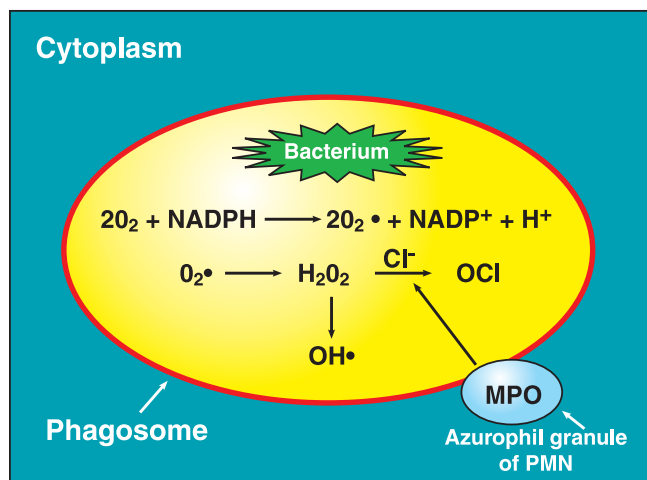 Cytoplasm
Bacterium
2O₂ + NADPH → 2O₂ • + NADP⁺ + H⁺
O₂• → H₂O₂ Cl⁻ → OCl
OH•
MPO
Phagosome
Azurophil granule
of PMN